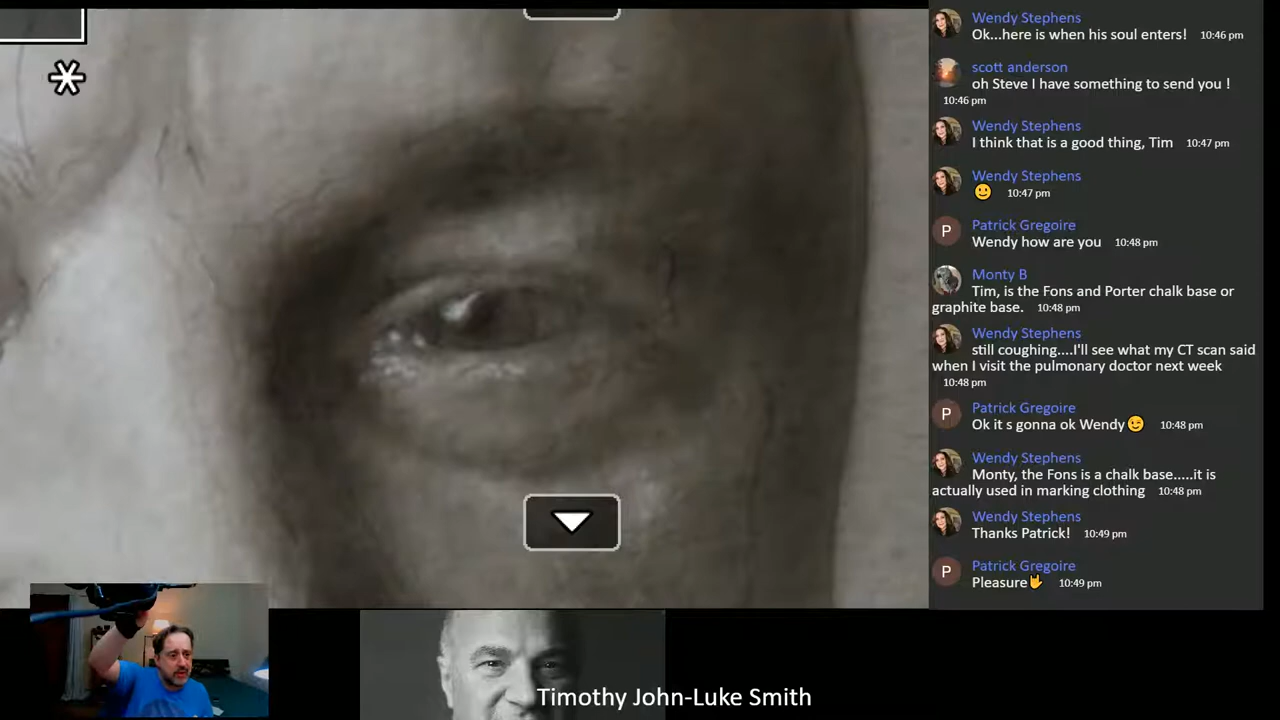 Wendy Stephens
Ok...here is when his soul enters! 10:46 pm
scott anderson
oh Steve I have something to send you !
10:46 pm
Wendy Stephens
I think that is a good thing, Tim 10:47 pm
Wendy Stephens
🙂 10:47 pm
P
Patrick Gregoire
Wendy how are you 10:48 pm
Monty B
Tim, is the Fons and Porter chalk base or
graphite base. 10:48 pm
Wendy Stephens
still coughing....I'll see what my CT scan said
when I visit the pulmonary doctor next week
10:48 pm
P
Patrick Gregoire
Ok it s gonna ok Wendy😉 10:48 pm
Wendy Stephens
Monty, the Fons is a chalk base.....it is
actually used in marking clothing 10:48 pm
Wendy Stephens
Thanks Patrick! 10:49 pm
P
Patrick Gregoire
Pleasure🤟 10:49 pm
Timothy John-Luke Smith